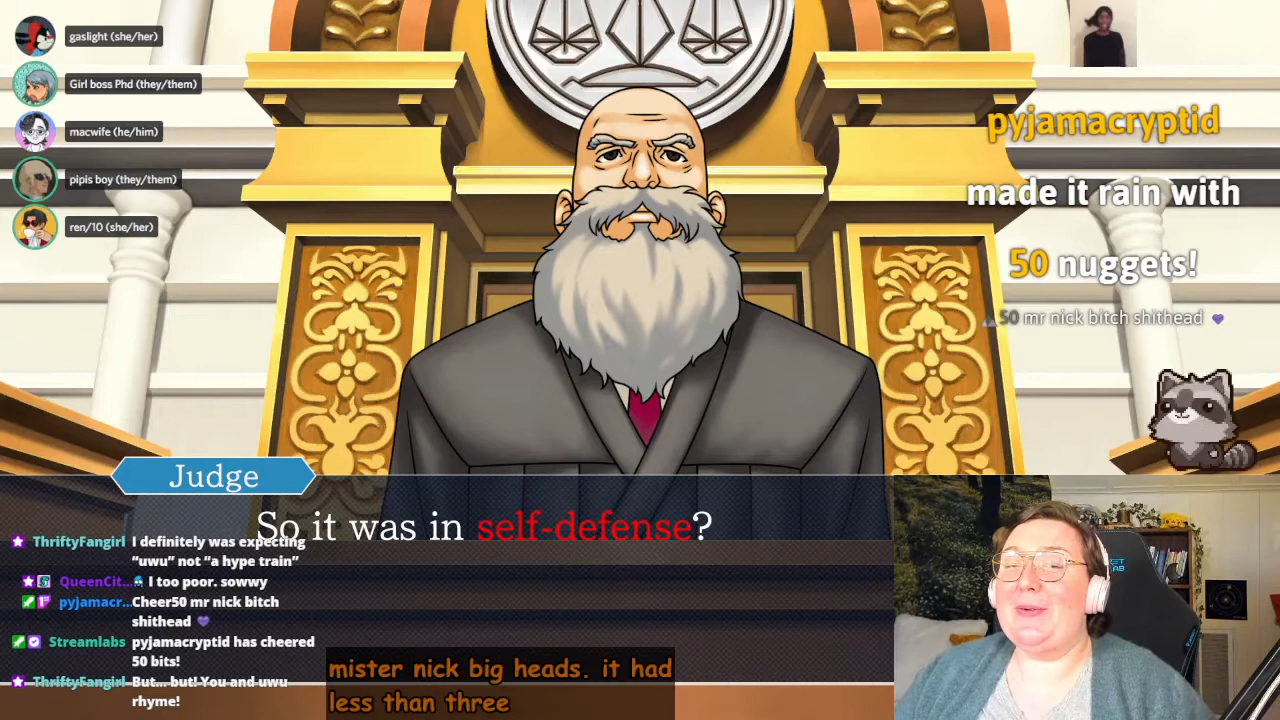 gaslight (she/her)
Girl boss Phd (they/them)
macwife (he/him)
pipis boy (they/them)
ren/10 (she/her)
pyjamacryptid
made it rain with
50 nuggets!
50 mr nick bitch shithead
Judge
So it was in self-defense?
ThriftyFangirl I definitely was expecting
“uwu” not “a hype train”
QueenCit... I too poor. sowwy
pyjamacr... Cheer50 mr nick bitch
shithead
Streamlabs pyjamacryptid has cheered
50 bits!
ThriftyFangirl But... but! You and uwu
rhyme!
mister nick big heads. it had
less than three